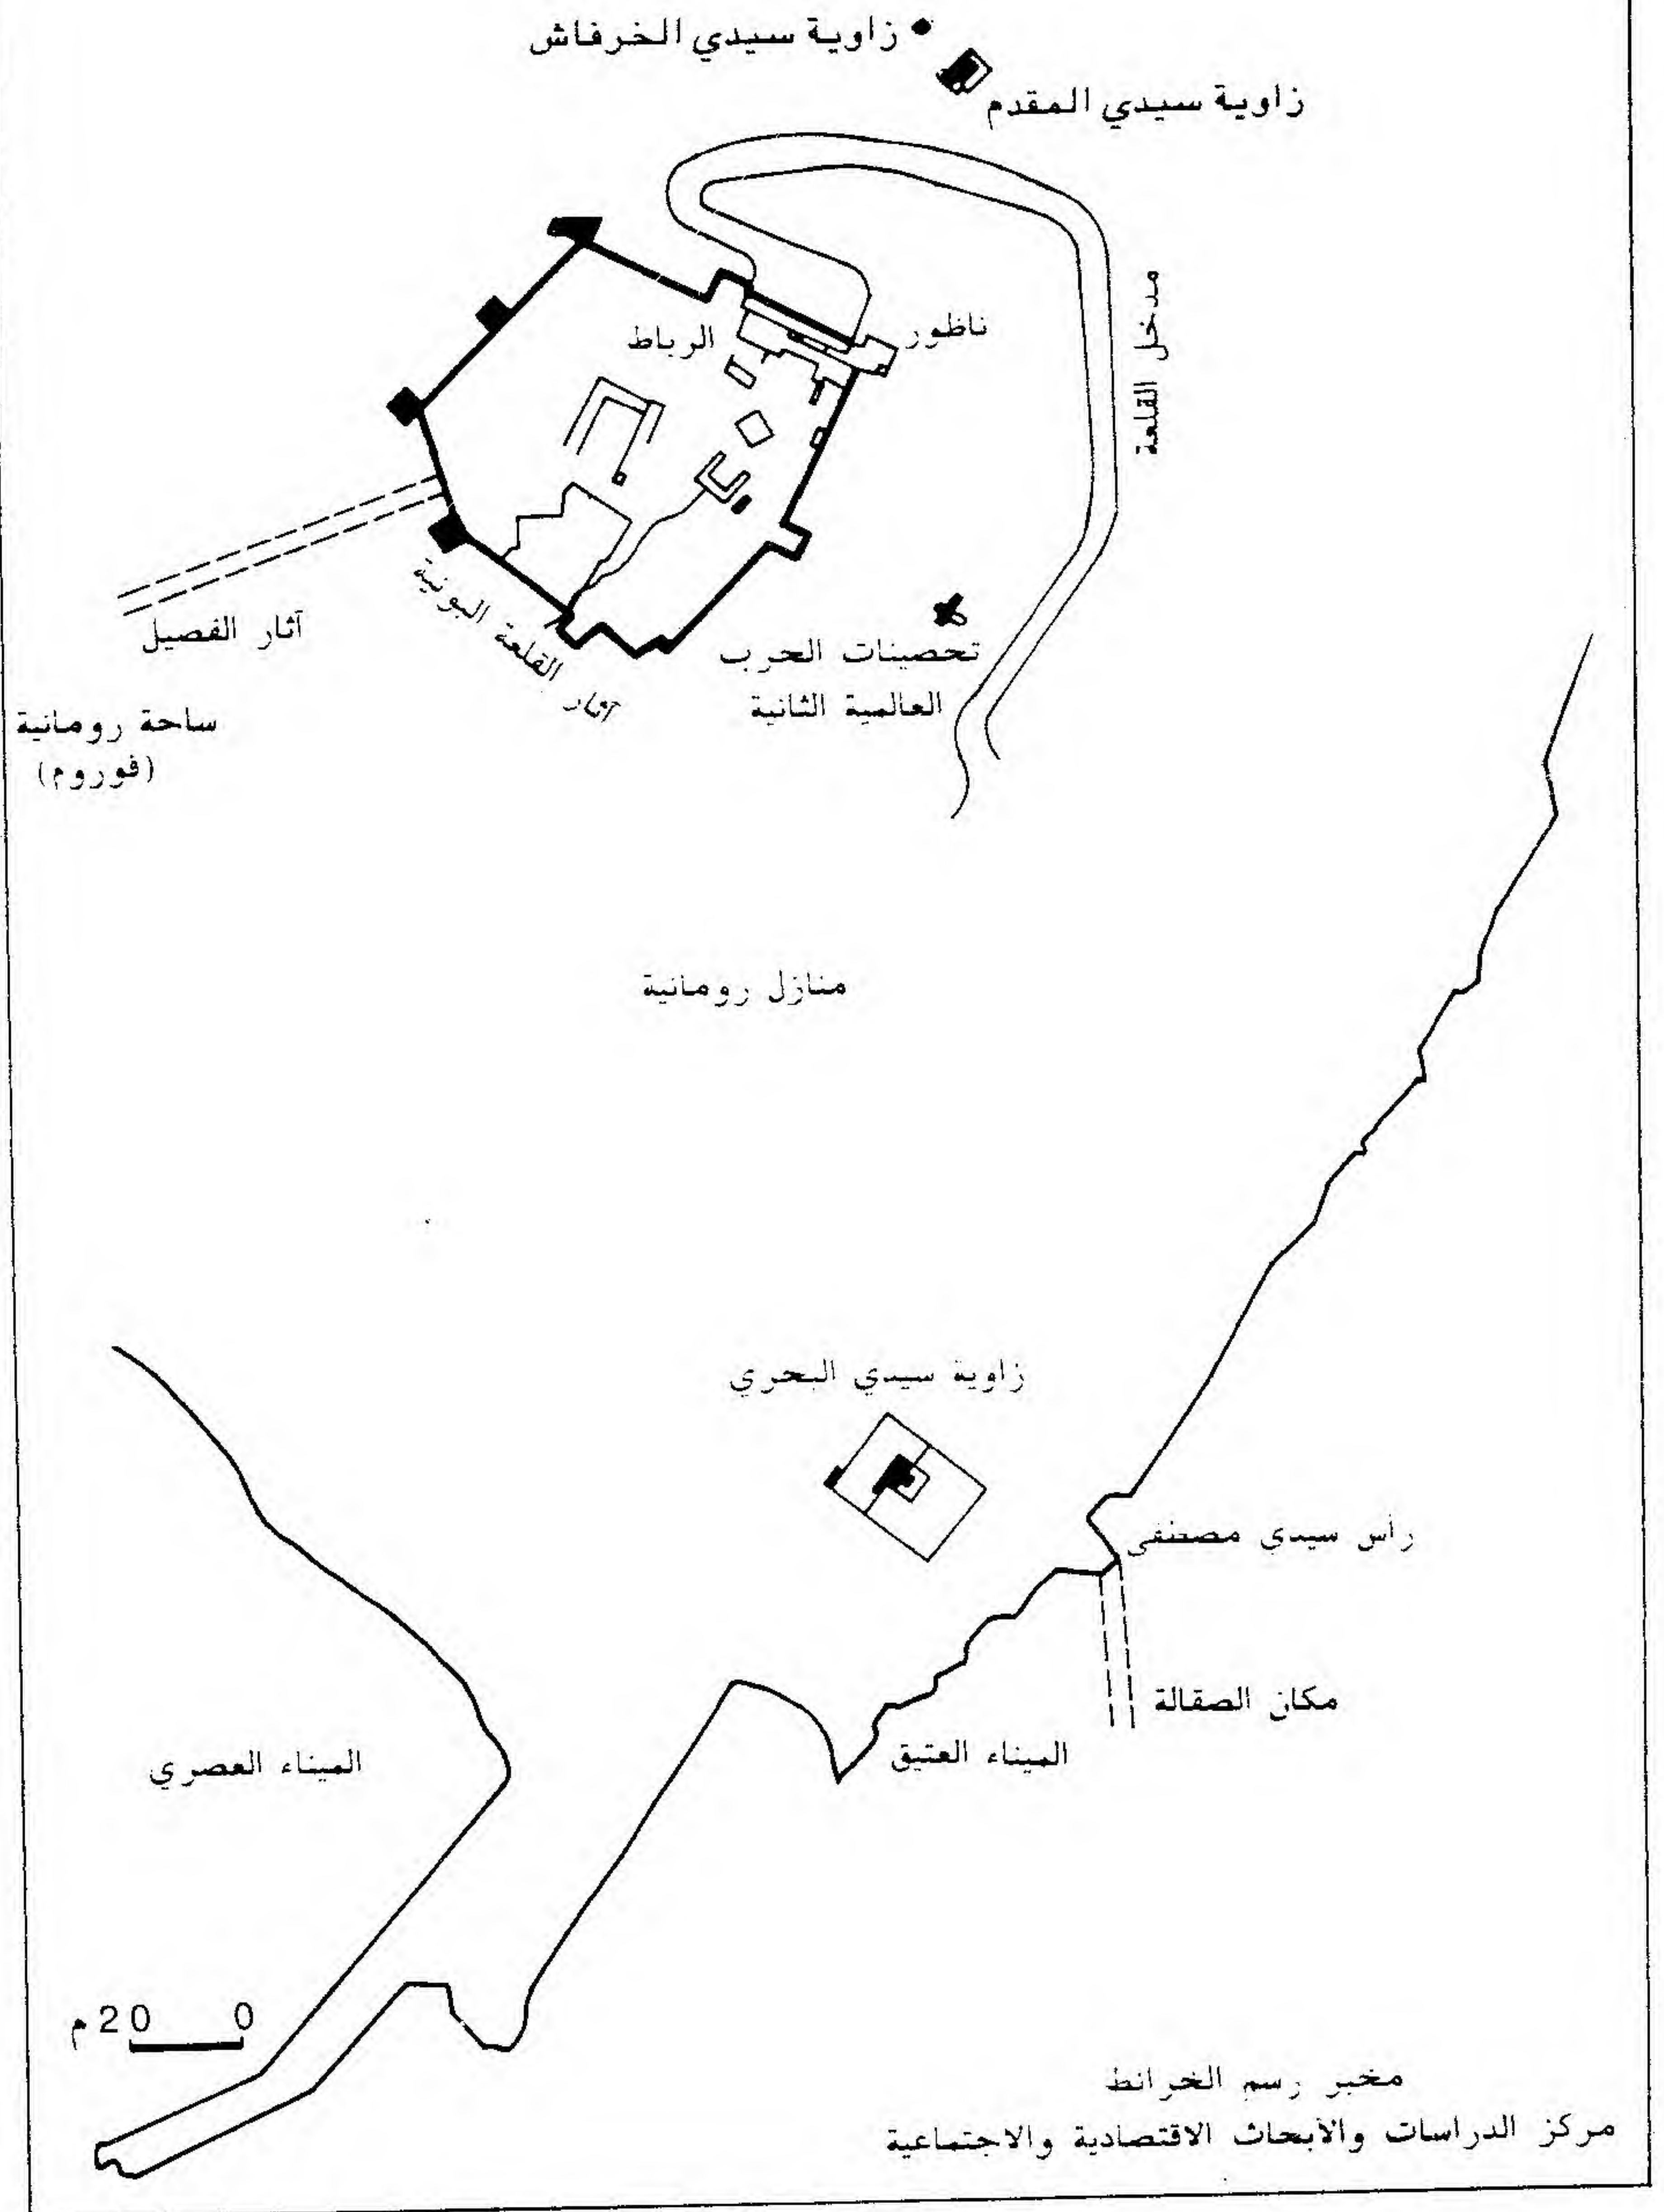 زاوية سيدي الخرفاش
زاوية سيدي المقدم
مدخل القلعة
ناظور
الرباط
آثار الفصيل
آثار القلعة البونية
تحصينات الحرب
العالمية الثانية
ساحة رومانية
(فوروم)
منازل رومانية
زاوية سيدي البحري
رأس سيدي مصطفى
مكان الصقالة
الميناء العتيق
الميناء العصري
0 20 م
مخبر رسم الخرائط
مركز الدراسات والأبحاث الاقتصادية والاجتماعية